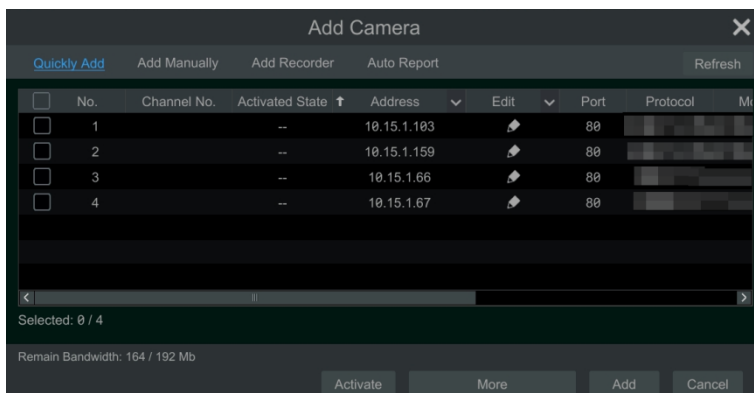 Add Camera
Quickly Add Add Manually Add Recorder Auto Report Refresh
No. Channel No. Activated State Address Edit Port Protocol
1 -- 10.15.1.103 80
2 -- 10.15.1.159 80
3 -- 10.15.1.66 80
4 -- 10.15.1.67 80
Selected: 0 / 4
Remain Bandwidth: 164 / 192 Mb
Activate More Add Cancel